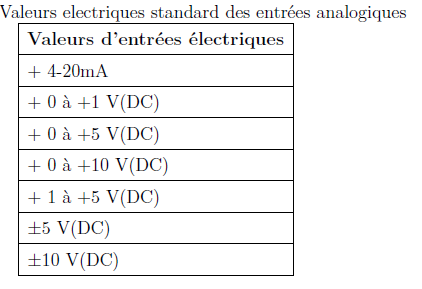 Valeurs electriques standard des entrées analogiques
Valeurs d'entrées électriques
+ 4-20mA
+ 0 à +1 V(DC)
+ 0 à +5 V(DC)
+ 0 à +10 V(DC)
+ 1 à +5 V(DC)
±5 V(DC)
±10 V(DC)